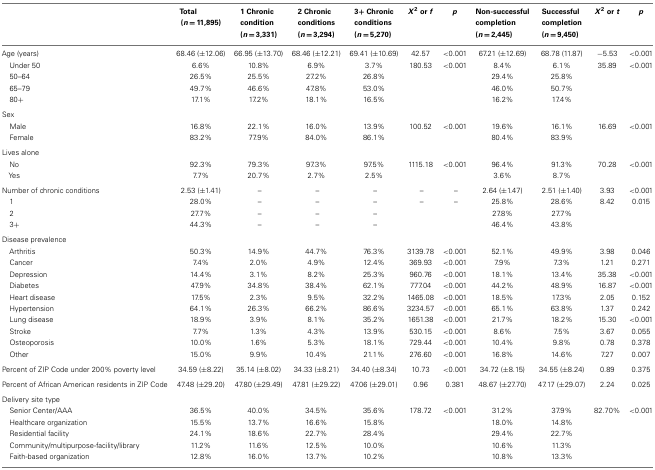 Total 1 Chronic 2 Chronic 3+ Chronic X² or f p Non-successful Successful X² or t p
(n = 11,895) condition conditions conditions completion completion
(n = 3,331) (n = 3,294) (n = 5,270) (n = 2,445) (n = 9,450)
Age (years) 68.46 (±12.06) 66.95 (±13.70) 68.46 (±12.21) 69.41 (±10.69) 42.57 <0.001 67.21 (±12.69) 68.78 (11.87) −5.53 <0.001
Under 50 6.6% 10.8% 6.9% 3.7% 180.53 <0.001 8.4% 6.1% 35.89 <0.001
50–64 26.5% 25.5% 27.2% 26.8% 29.4% 25.8%
65–79 49.7% 46.6% 47.8% 53.0% 46.0% 50.7%
80+ 17.1% 17.2% 18.1% 16.5% 16.2% 17.4%
Sex
Male 16.8% 22.1% 16.0% 13.9% 100.52 <0.001 19.6% 16.1% 16.69 <0.001
Female 83.2% 77.9% 84.0% 86.1% 80.4% 83.9%
Lives alone
No 92.3% 79.3% 97.3% 97.5% 1115.18 <0.001 96.4% 91.3% 70.28 <0.001
Yes 7.7% 20.7% 2.7% 2.5% 3.6% 8.7%
Number of chronic conditions 2.53 (±1.41) – – – – – 2.64 (±1.47) 2.51 (±1.40) 3.93 <0.001
1 28.0% – – – – – 25.8% 28.6% 8.42 0.015
2 27.7% – – – 27.8% 27.7%
3+ 44.3% – – – 46.4% 43.8%
Disease prevalence
Arthritis 50.3% 14.9% 44.7% 76.3% 3139.78 <0.001 52.1% 49.9% 3.98 0.046
Cancer 7.4% 2.0% 4.9% 12.4% 369.93 <0.001 7.9% 7.3% 1.21 0.271
Depression 14.4% 3.1% 8.2% 25.3% 960.76 <0.001 18.1% 13.4% 35.38 <0.001
Diabetes 47.9% 34.8% 38.4% 62.1% 777.04 <0.001 44.2% 48.9% 16.87 <0.001
Heart disease 17.5% 2.3% 9.5% 32.2% 1465.08 <0.001 18.5% 17.3% 2.05 0.152
Hypertension 64.1% 26.3% 66.2% 86.6% 3234.57 <0.001 65.1% 63.8% 1.37 0.242
Lung disease 18.9% 3.9% 8.1% 35.2% 1651.38 <0.001 21.7% 18.2% 15.30 <0.001
Stroke 7.7% 1.3% 4.3% 13.9% 530.15 <0.001 8.6% 7.5% 3.67 0.055
Osteoporosis 10.0% 1.6% 5.3% 18.1% 729.44 <0.001 10.4% 9.8% 0.78 0.378
Other 15.0% 9.9% 10.4% 21.1% 276.60 <0.001 16.8% 14.6% 7.27 0.007
Percent of ZIP Code under 200% poverty level 34.59 (±8.22) 35.14 (±8.02) 34.33 (±8.21) 34.40 (±8.34) 10.73 <0.001 34.72 (±8.15) 34.55 (±8.24) 0.89 0.375
Percent of African American residents in ZIP Code 47.48 (±29.20) 47.80 (±29.49) 47.81 (±29.22) 47.06 (±29.01) 0.96 0.381 48.67 (±27.70) 47.17 (±29.07) 2.24 0.025
Delivery site type
Senior Center/AAA 36.5% 40.0% 34.5% 35.6% 178.72 <0.001 31.2% 37.9% 82.70% <0.001
Healthcare organization 15.5% 13.7% 16.6% 15.8% 18.0% 14.8%
Residential facility 24.1% 18.6% 22.7% 28.4% 29.4% 22.7%
Community/multipurpose-facility/library 11.2% 11.6% 12.5% 10.0% 10.6% 11.3%
Faith-based organization 12.8% 16.0% 13.7% 10.2% 10.8% 13.3%